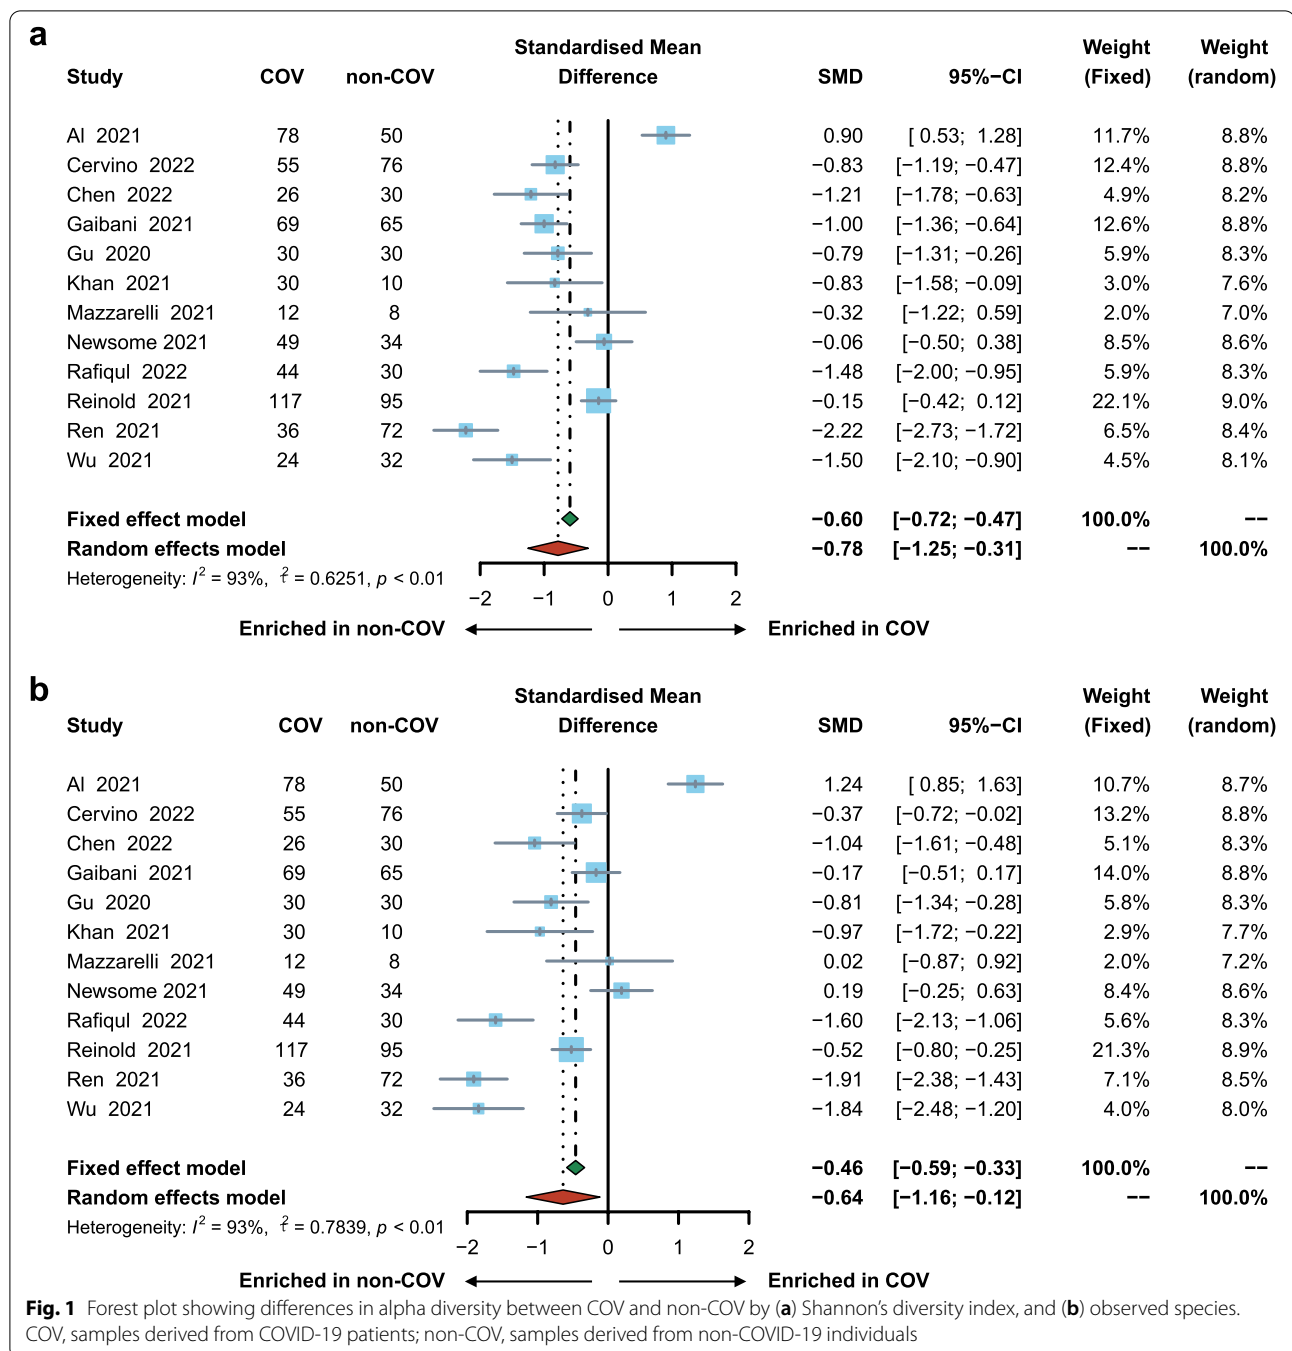 a
Standardised Mean Weight Weight
Study COV non-COV Difference SMD 95%−CI (Fixed) (random)
Al 2021 78 50 0.90 [ 0.53; 1.28] 11.7% 8.8%
Cervino 2022 55 76 −0.83 [−1.19; −0.47] 12.4% 8.8%
Chen 2022 26 30 −1.21 [−1.78; −0.63] 4.9% 8.2%
Gaibani 2021 69 65 −1.00 [−1.36; −0.64] 12.6% 8.8%
Gu 2020 30 30 −0.79 [−1.31; −0.26] 5.9% 8.3%
Khan 2021 30 10 −0.83 [−1.58; −0.09] 3.0% 7.6%
Mazzarelli 2021 12 8 −0.32 [−1.22; 0.59] 2.0% 7.0%
Newsome 2021 49 34 −0.06 [−0.50; 0.38] 8.5% 8.6%
Rafiqul 2022 44 30 −1.48 [−2.00; −0.95] 5.9% 8.3%
Reinold 2021 117 95 −0.15 [−0.42; 0.12] 22.1% 9.0%
Ren 2021 36 72 −2.22 [−2.73; −1.72] 6.5% 8.4%
Wu 2021 24 32 −1.50 [−2.10; −0.90] 4.5% 8.1%
Fixed effect model −0.60 [−0.72; −0.47] 100.0% −−
Random effects model −0.78 [−1.25; −0.31] −− 100.0%
Heterogeneity: I² = 93%, τ² = 0.6251, p < 0.01
−2 −1 0 1 2
Enriched in non-COV Enriched in COV
b
Standardised Mean Weight Weight
Study COV non-COV Difference SMD 95%−CI (Fixed) (random)
Al 2021 78 50 1.24 [ 0.85; 1.63] 10.7% 8.7%
Cervino 2022 55 76 −0.37 [−0.72; −0.02] 13.2% 8.8%
Chen 2022 26 30 −1.04 [−1.61; −0.48] 5.1% 8.3%
Gaibani 2021 69 65 −0.17 [−0.51; 0.17] 14.0% 8.8%
Gu 2020 30 30 −0.81 [−1.34; −0.28] 5.8% 8.3%
Khan 2021 30 10 −0.97 [−1.72; −0.22] 2.9% 7.7%
Mazzarelli 2021 12 8 0.02 [−0.87; 0.92] 2.0% 7.2%
Newsome 2021 49 34 0.19 [−0.25; 0.63] 8.4% 8.6%
Rafiqul 2022 44 30 −1.60 [−2.13; −1.06] 5.6% 8.3%
Reinold 2021 117 95 −0.52 [−0.80; −0.25] 21.3% 8.9%
Ren 2021 36 72 −1.91 [−2.38; −1.43] 7.1% 8.5%
Wu 2021 24 32 −1.84 [−2.48; −1.20] 4.0% 8.0%
Fixed effect model −0.46 [−0.59; −0.33] 100.0% −−
Random effects model −0.64 [−1.16; −0.12] −− 100.0%
Heterogeneity: I² = 93%, τ² = 0.7839, p < 0.01
−2 −1 0 1 2
Enriched in non-COV Enriched in COV
Fig. 1 Forest plot showing differences in alpha diversity between COV and non-COV by (a) Shannon's diversity index, and (b) observed species.
COV, samples derived from COVID-19 patients; non-COV, samples derived from non-COVID-19 individuals